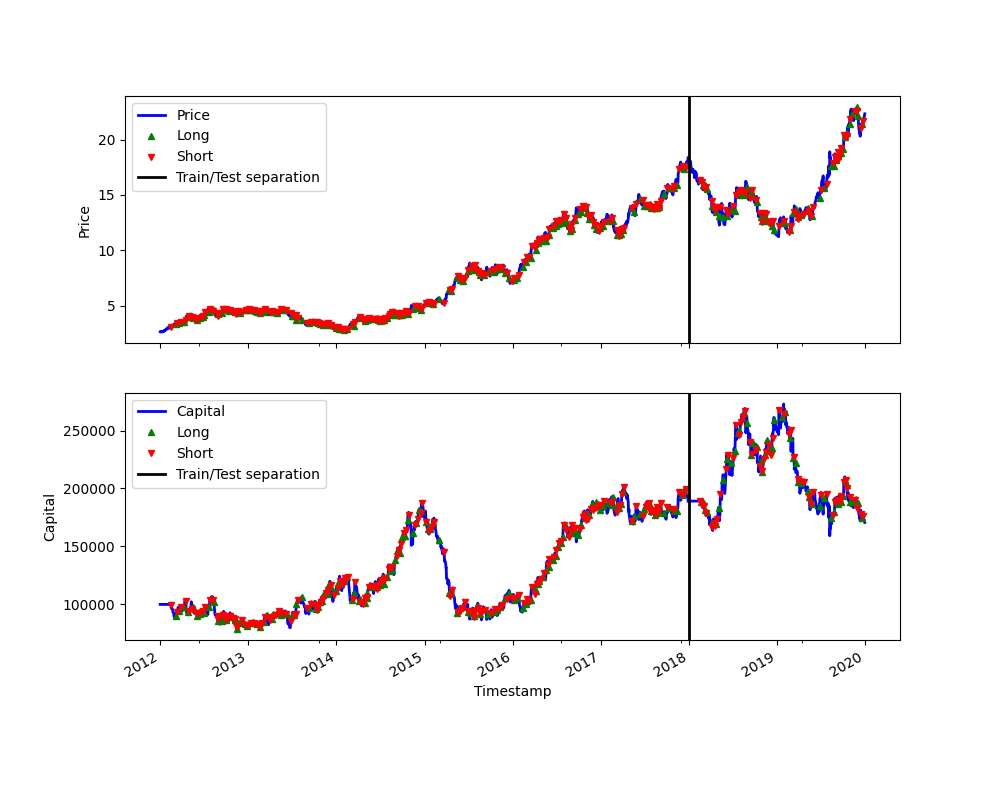 Price
Long
Short
Train/Test separation
20
15
10
5
Price
Capital
Long
Short
Train/Test separation
250000
200000
150000
100000
Capital
2012 2013 2014 2015 2016 2017 2018 2019 2020
Timestamp